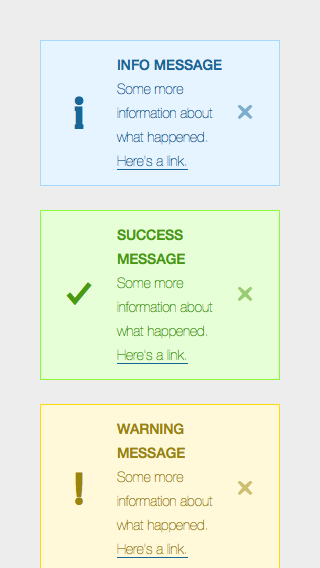 INFO MESSAGE
Some more
information about
what happened.
Here's a link.
SUCCESS
MESSAGE
Some more
information about
what happened.
Here's a link.
WARNING
MESSAGE
Some more
information about
what happened.
Here's a link.